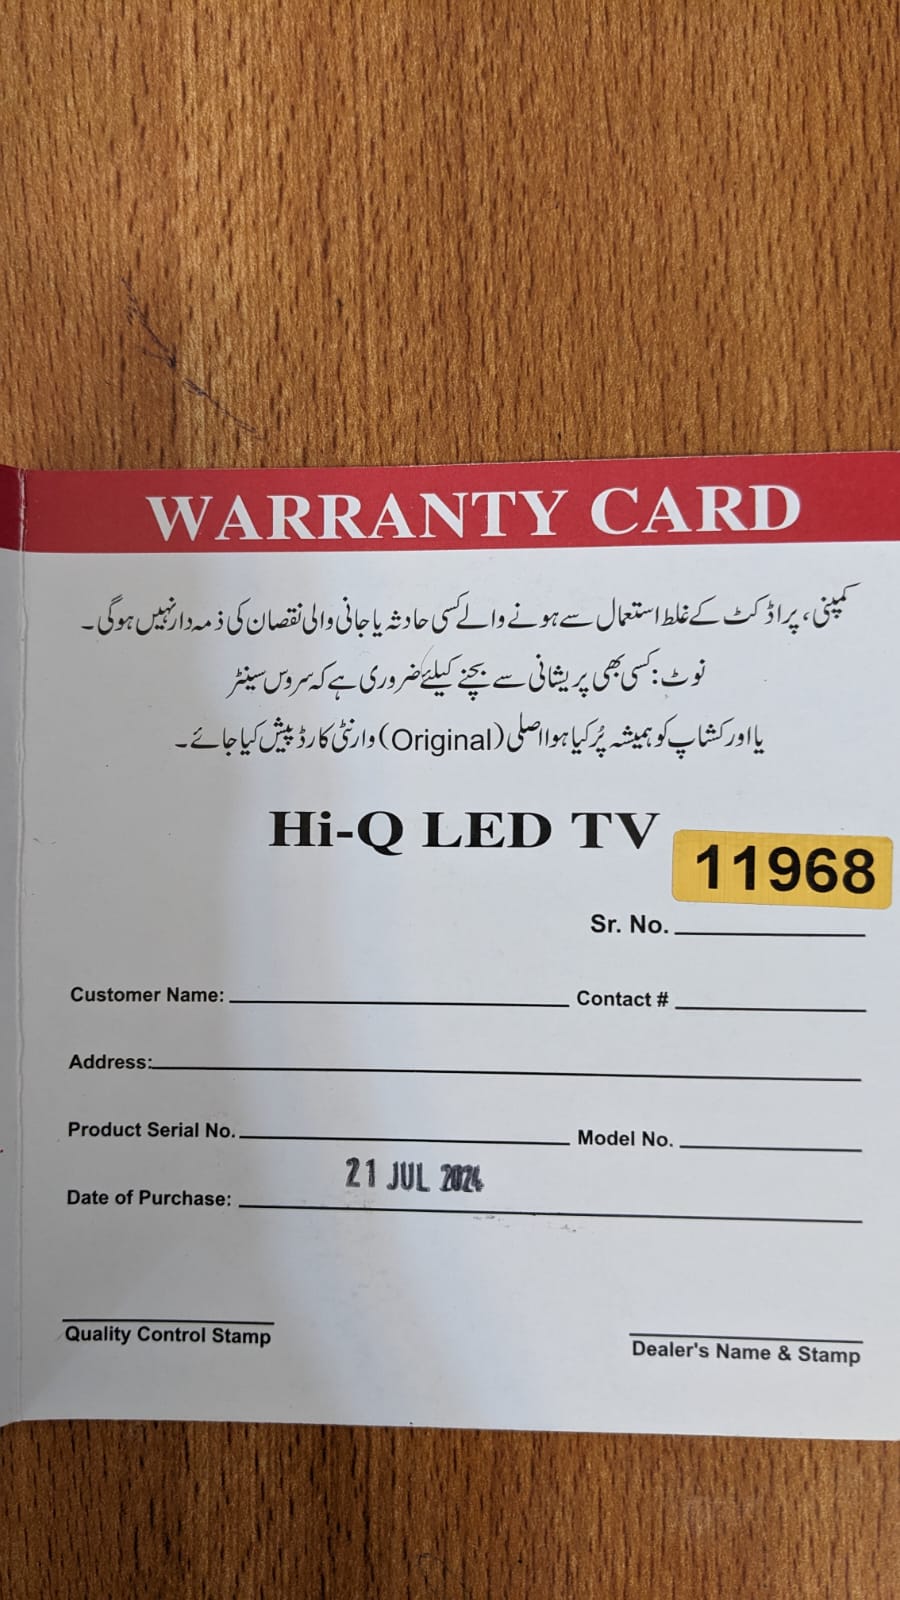 WARRANTY CARD
کمپنی، پراڈکٹ کے غلط استعمال سے ہونے والے کسی حادثہ یا جانی والی نقصان کی ذمہ دار نہیں ہوگی۔
نوٹ: کسی بھی پریشانی سے بچنے کیلئے ضروری ہے کہ سروس سینٹر
یا اور کشاپ کو ہمیشہ پُر کیا ہوا اصلی (Original) وارنٹی کارڈ پیش کیا جائے۔
Hi-Q LED TV
11968
Sr. No.
Customer Name: Contact #
Address:
Product Serial No. Model No.
21 JUL 2024
Date of Purchase:
Quality Control Stamp
Dealer's Name & Stamp